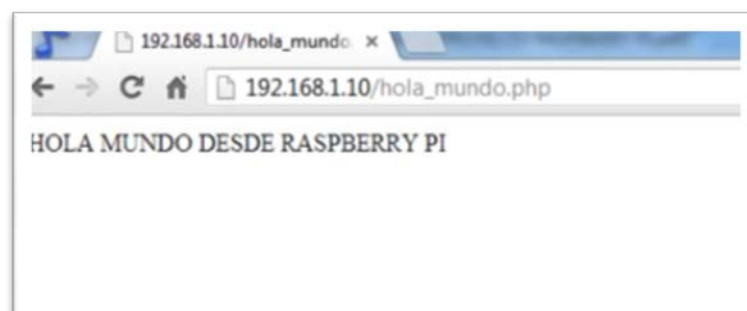 192.168.1.10/hola_mundo.
192.168.1.10/hola_mundo.php
HOLA MUNDO DESDE RASPBERRY PI